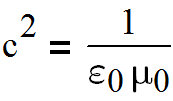 c² = 1 / (ε₀ μ₀)